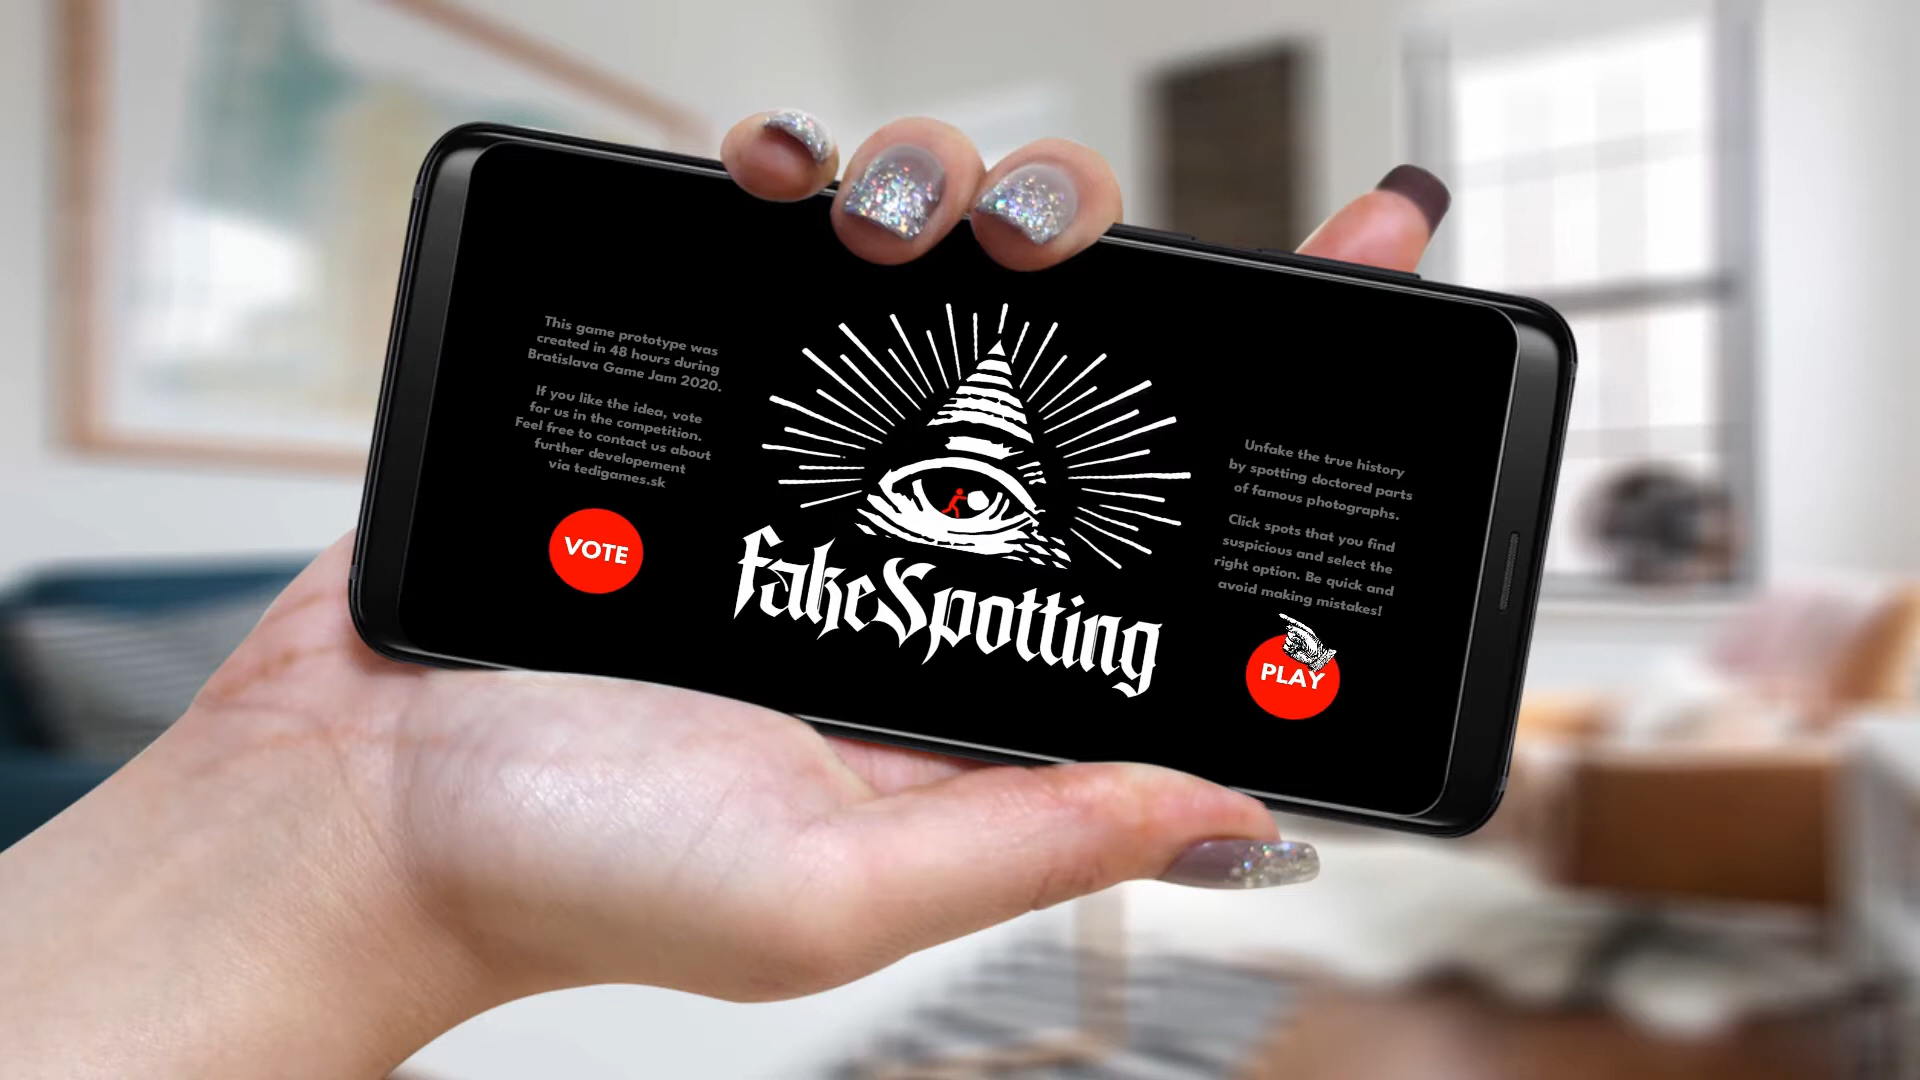 This game prototype was
created in 48 hours during
Bratislava Game Jam 2020.
If you like the idea, vote
for us in the competition.
Feel free to contact us about
further developement
via tedigames.sk
VOTE
FakeSpotting
Unfake the true history
by spotting doctored parts
of famous photographs.
Click spots that you find
suspicious and select the
right option. Be quick and
avoid making mistakes!
PLAY